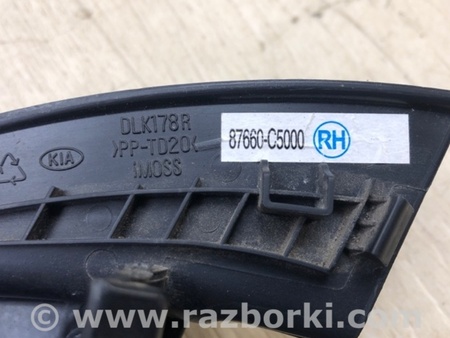 DLK178R
>PP-TD20<
IMOSS
KIA
87660-C5000 RH
www.razborki.com